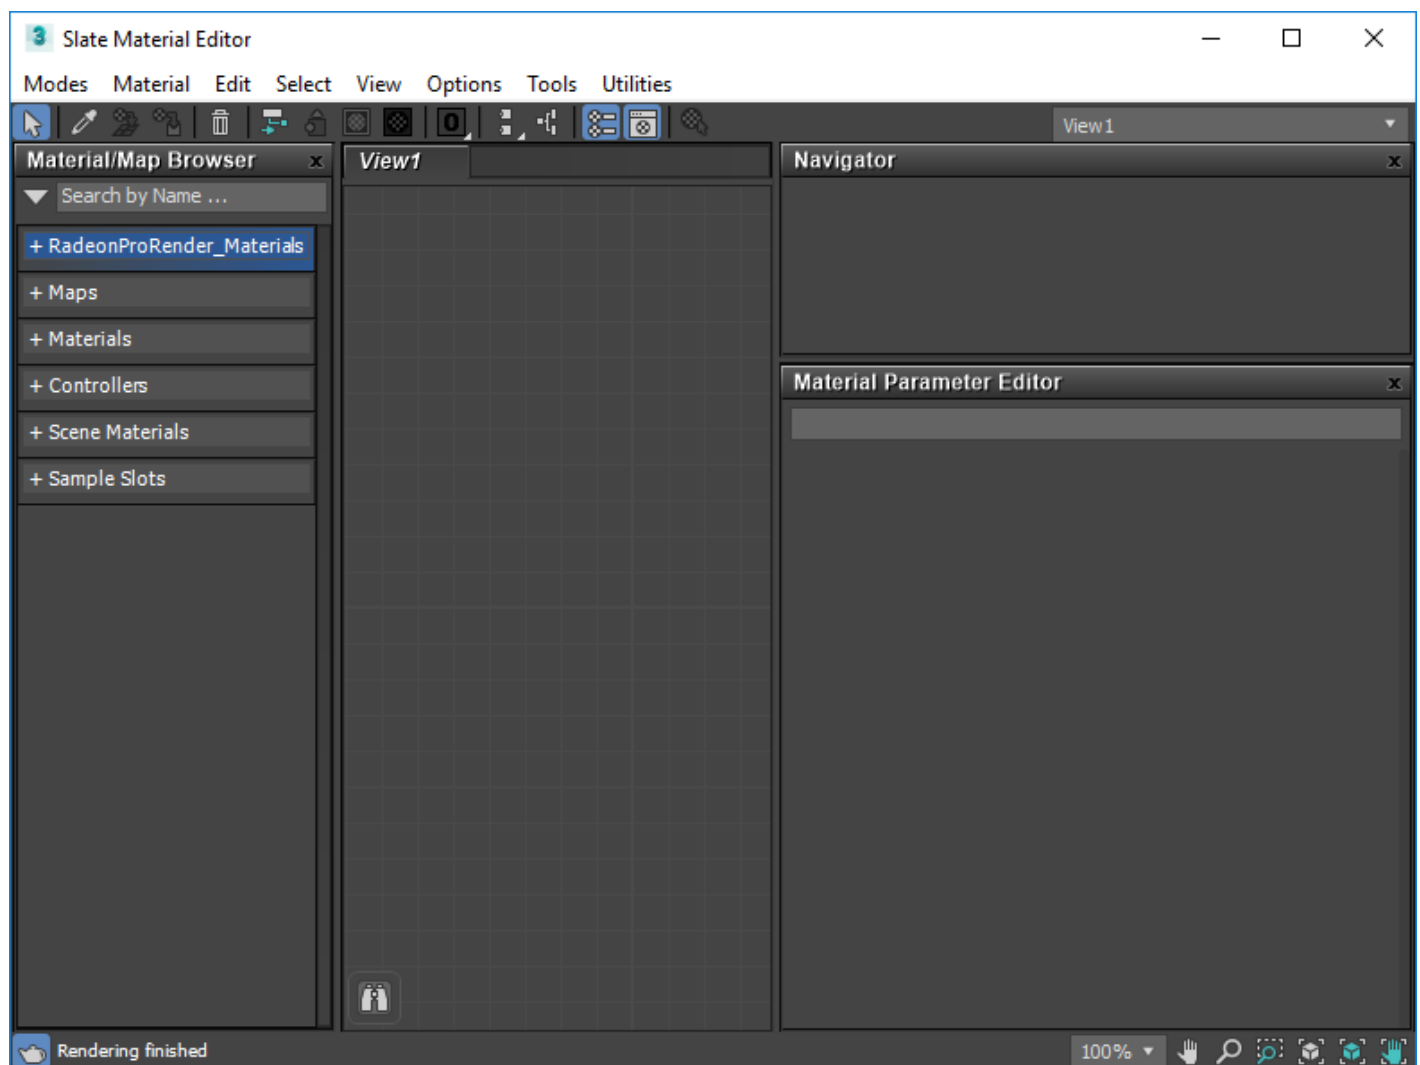 3 Slate Material Editor
Modes Material Edit Select View Options Tools Utilities
0 View1
Material/Map Browser x View1 Navigator x
Search by Name ...
+ RadeonProRender_Materials
+ Maps
+ Materials
Material Parameter Editor x
+ Controllers
+ Scene Materials
+ Sample Slots
Rendering finished 100%